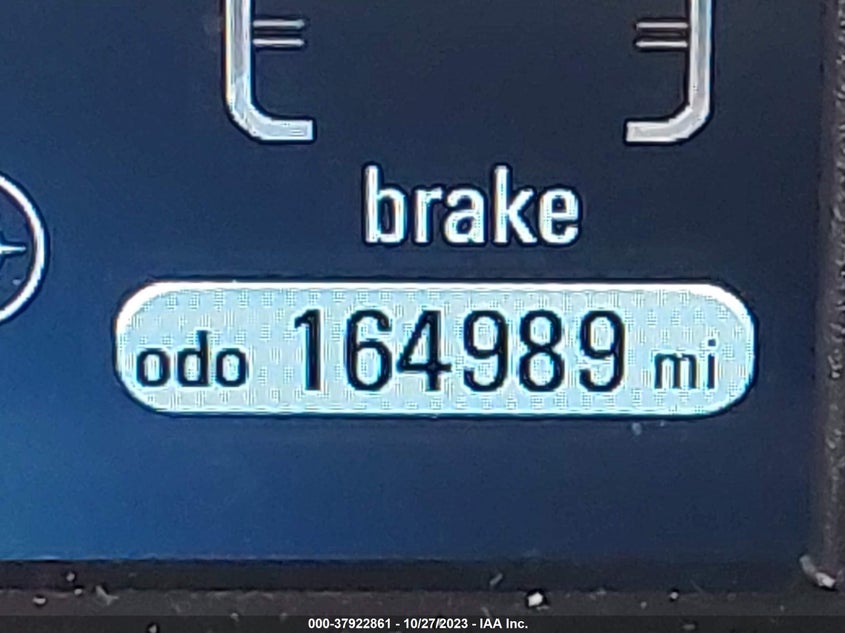 brake
odo 164989 mi
000-37922861 - 10/27/2023 - IAA Inc.